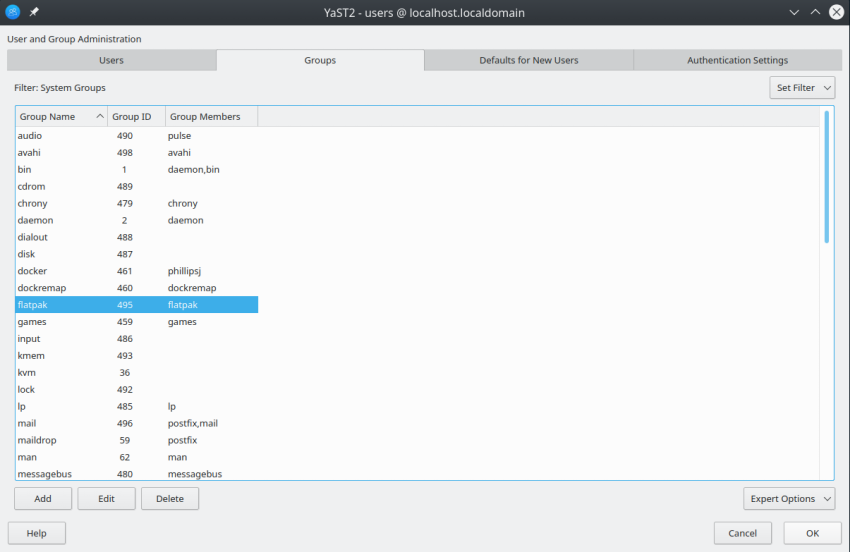 YaST2 - users @ localhost.localdomain
User and Group Administration
Users Groups Defaults for New Users Authentication Settings
Filter: System Groups Set Filter
Group Name Group ID Group Members
audio 490 pulse
avahi 498 avahi
bin 1 daemon,bin
cdrom 489
chrony 479 chrony
daemon 2 daemon
dialout 488
disk 487
docker 461 phillipsj
dockremap 460 dockremap
flatpak 495 flatpak
games 459 games
input 486
kmem 493
kvm 36
lock 492
lp 485 lp
mail 496 postfix,mail
maildrop 59 postfix
man 62 man
messagebus 480 messagebus
Add Edit Delete Expert Options
Help Cancel OK